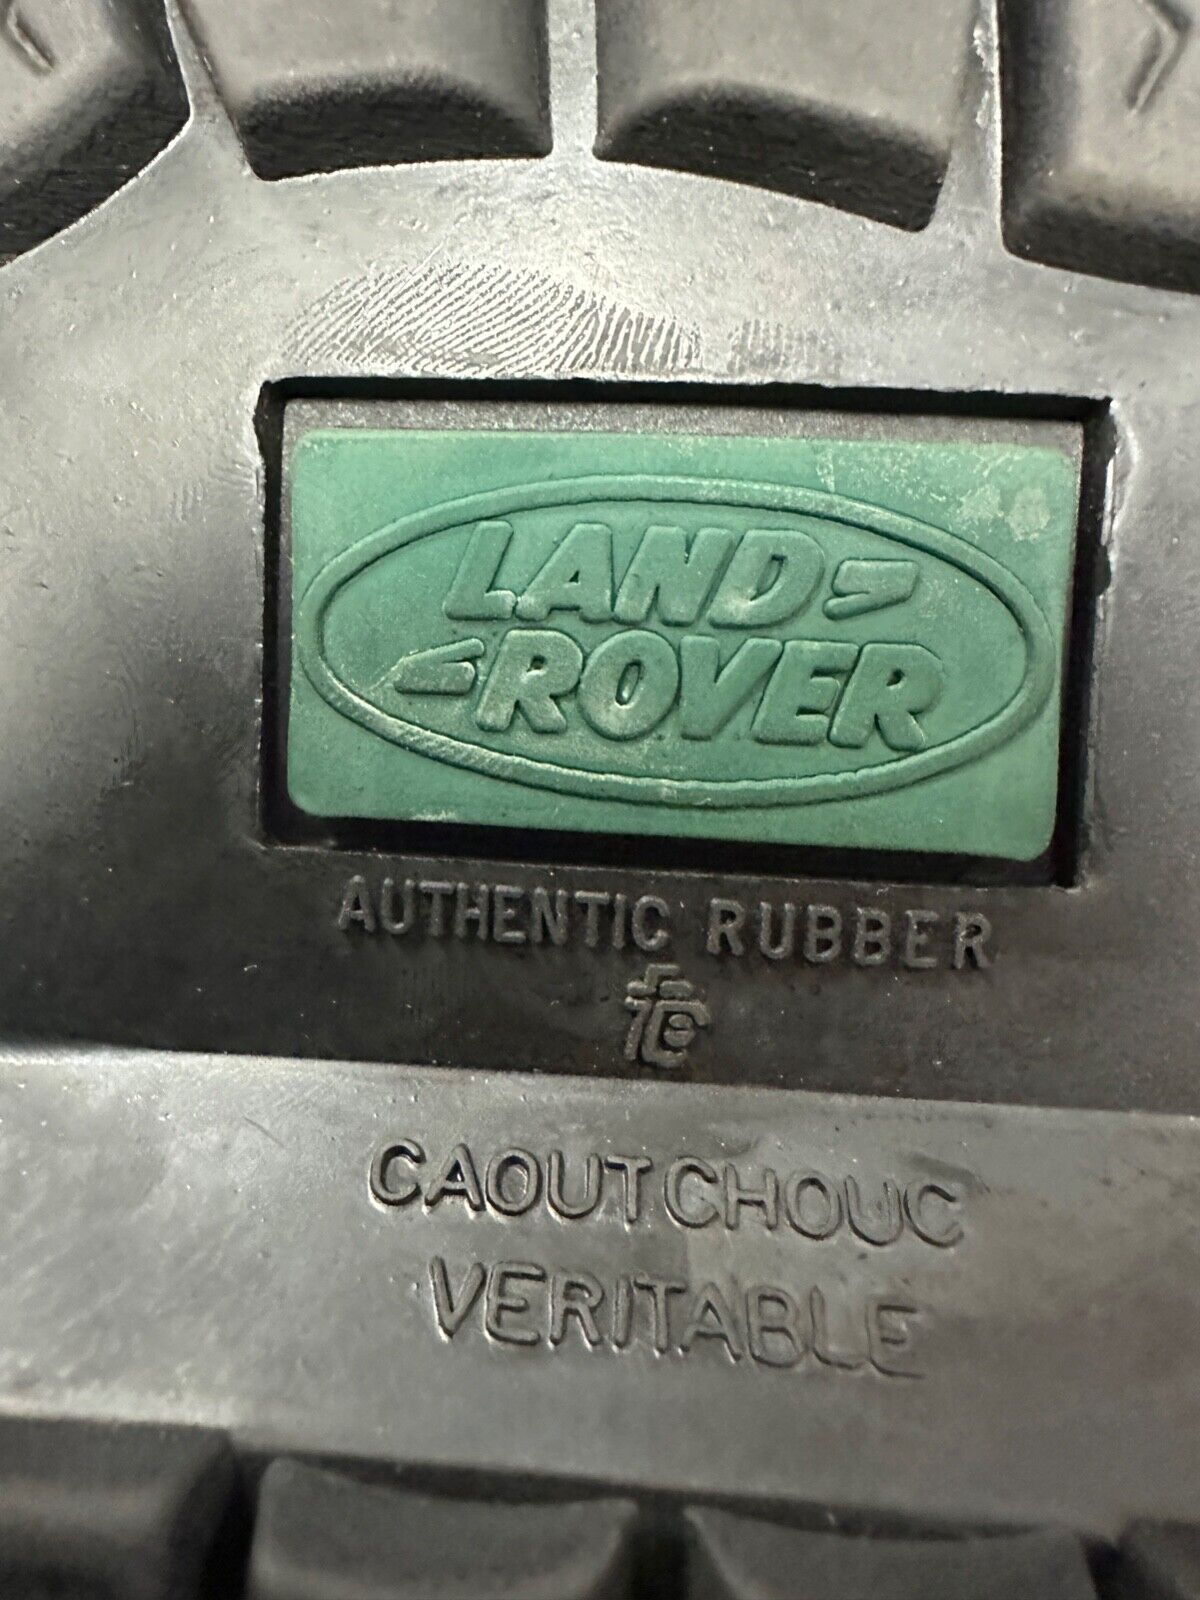 LAND
ROVER
AUTHENTIC RUBBER
CAOUTCHOUC
VERITABLE